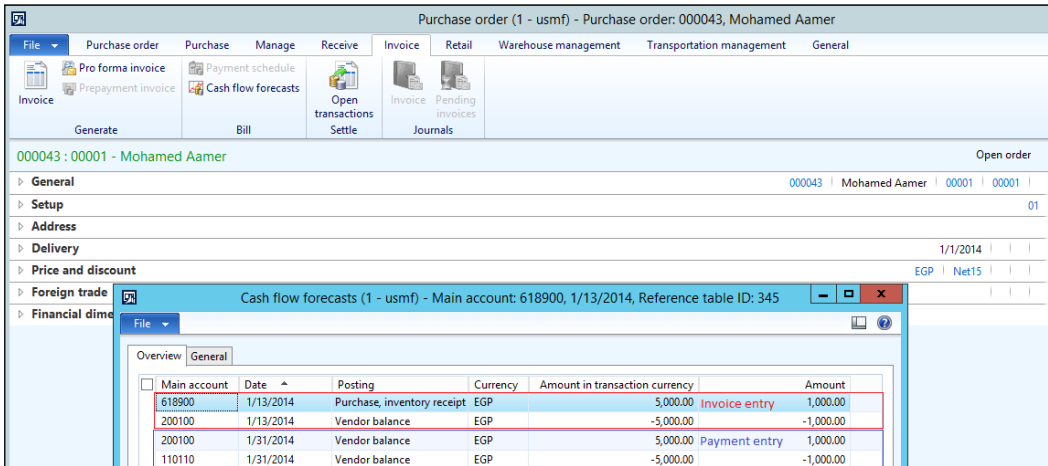 Purchase order (1 - usmf) - Purchase order: 000043, Mohamed Aamer
File Purchase order Purchase Manage Receive Invoice Retail Warehouse management Transportation management General
Invoice
Pro forma invoice
Prepayment invoice
Generate
Payment schedule
Cash flow forecasts
Bill
Open
transactions
Settle
Invoice
Pending
invoices
Journals
000043 : 00001 - Mohamed Aamer Open order
General 000043 Mohamed Aamer 00001 00001
Setup 01
Address
Delivery 1/1/2014
Price and discount EGP Net15
Foreign trade
Financial dime
Cash flow forecasts (1 - usmf) - Main account: 618900, 1/13/2014, Reference table ID: 345
File
Overview General
Main account Date Posting Currency Amount in transaction currency Amount
618900 1/13/2014 Purchase, inventory receipt EGP 5,000.00 Invoice entry 1,000.00
200100 1/13/2014 Vendor balance EGP -5,000.00 -1,000.00
200100 1/31/2014 Vendor balance EGP 5,000.00 Payment entry 1,000.00
110110 1/31/2014 Vendor balance EGP -5,000.00 -1,000.00